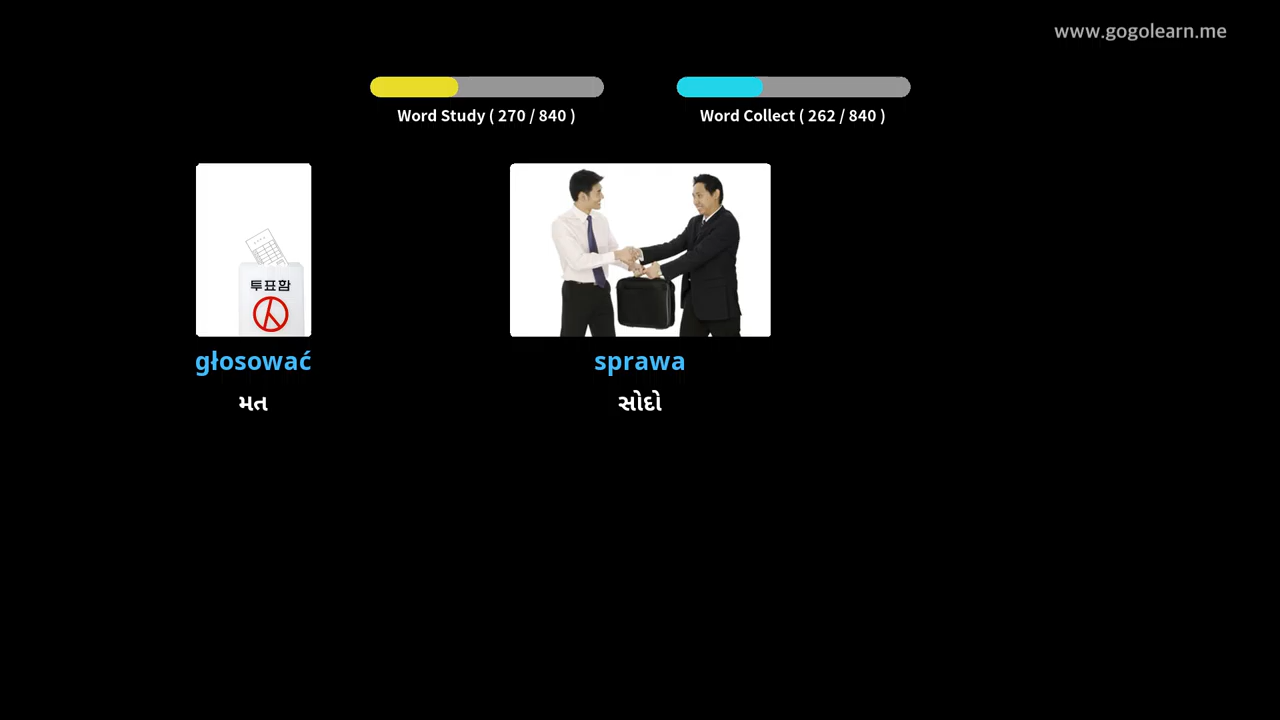 www.gogolearn.me
Word Study ( 270 / 840 )
Word Collect ( 262 / 840 )
투표함
głosować
sprawa
મત
સોદો